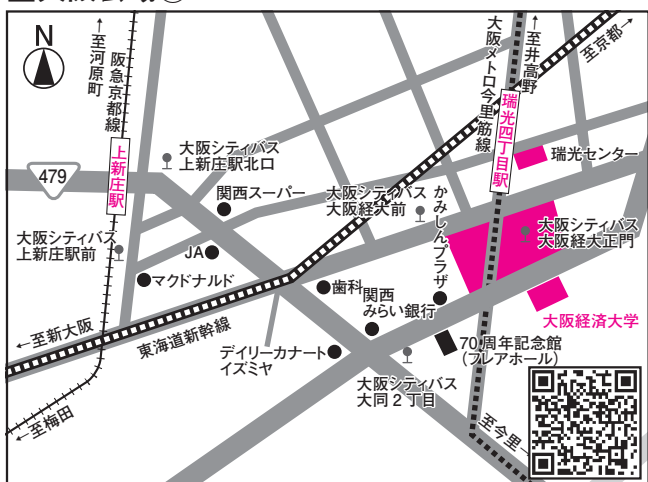 N
←至河原町
阪急京都線
上新庄駅
479
大阪シティバス
上新庄駅北口
関西スーパー
大阪シティバス
上新庄駅前
JA
マクドナルド
←至新大阪
東海道新幹線
←至梅田
大阪シティバス
大阪経大前
かみしんプラザ
大阪メトロ今里筋線
→至井高野
至京都→
瑞光四丁目駅
瑞光センター
大阪シティバス
大阪経大正門
大阪経済大学
歯科
関西
みらい銀行
デイリーカナート
イズミヤ
大阪シティバス
大同2丁目
70周年記念館
(フレアホール)
至今里→